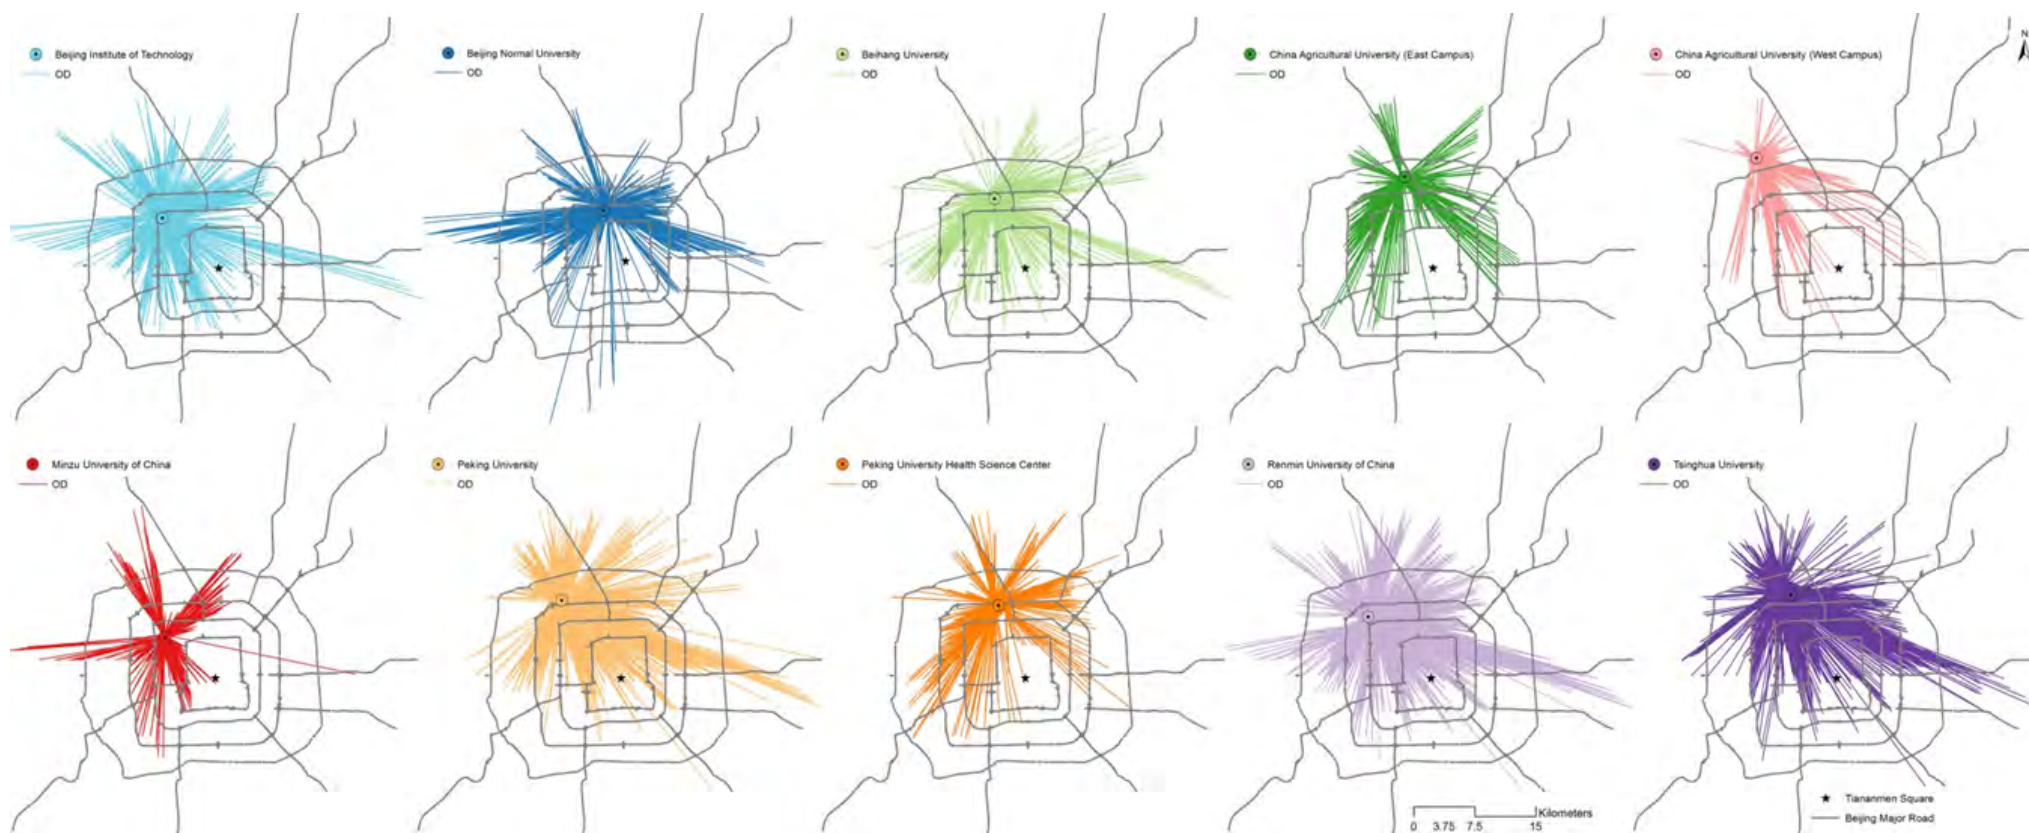 Beijing Institute of Technology
OD
Beijing Normal University
OD
Beihang University
OD
China Agricultural University (East Campus)
OD
China Agricultural University (West Campus)
OD
N
Minzu University of China
OD
Peking University
OD
Peking University Health Science Center
OD
Renmin University of China
OD
Tsinghua University
OD
Kilometers
0 3.75 7.5 15
Tiananmen Square
Beijing Major Road